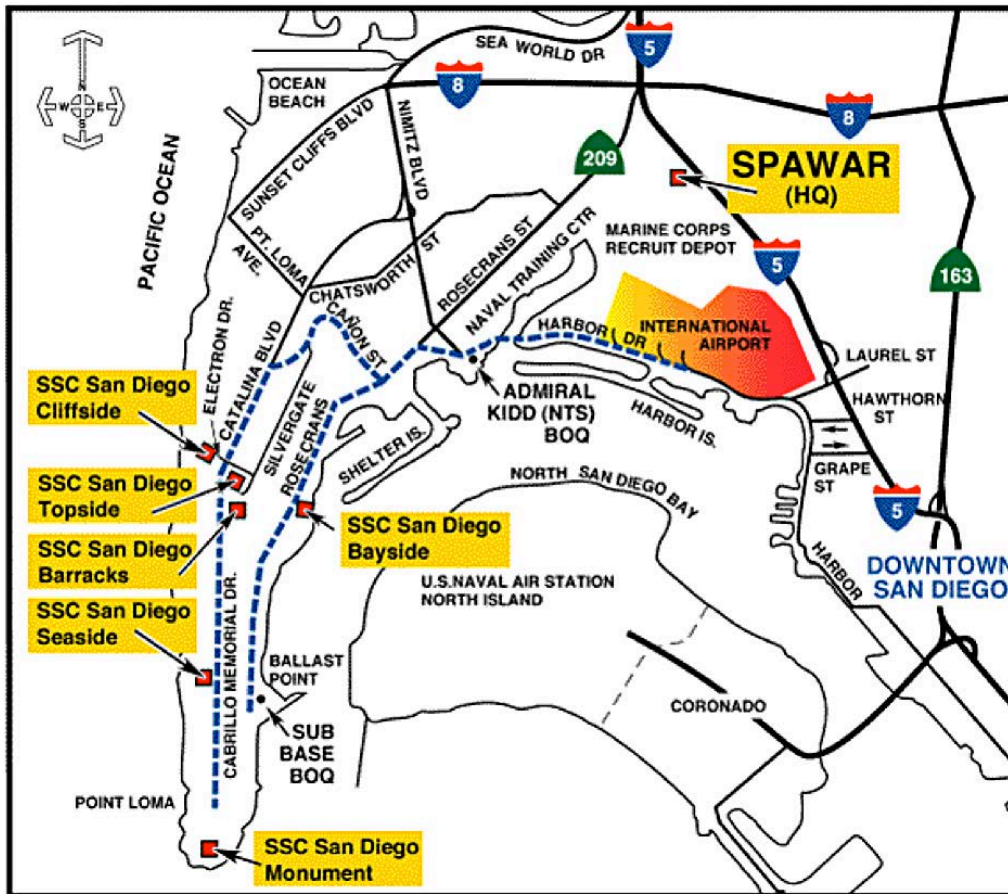 SEA WORLD DR
5
OCEAN
BEACH
8
8
N
W E
S
SUNSET CLIFFS BLVD
NIMITZ BLVD
209
SPAWAR
(HQ)
PACIFIC OCEAN
PT. LOMA
AVE.
CHATSWORTH ST
ROSECRANS ST
NAVAL TRAINING CTR
MARINE CORPS
RECRUIT DEPOT
5
163
CAÑON ST
HARBOR DR
INTERNATIONAL
AIRPORT
LAUREL ST
ELECTRON DR.
CATALINA BLVD
SSC San Diego
Cliffside
SILVERGATE
ROSECRANS
ADMIRAL
KIDD (NTS)
BOQ
HARBOR IS.
HAWTHORN
ST
SHELTER IS.
GRAPE
ST
SSC San Diego
Topside
NORTH SAN DIEGO BAY
5
SSC San Diego
Barracks
SSC San Diego
Bayside
HARBOR
DOWNTOWN
SAN DIEGO
U.S.NAVAL AIR STATION
NORTH ISLAND
SSC San Diego
Seaside
CABRILLO MEMORIAL DR.
BALLAST
POINT
CORONADO
SUB
BASE
BOQ
POINT LOMA
SSC San Diego
Monument